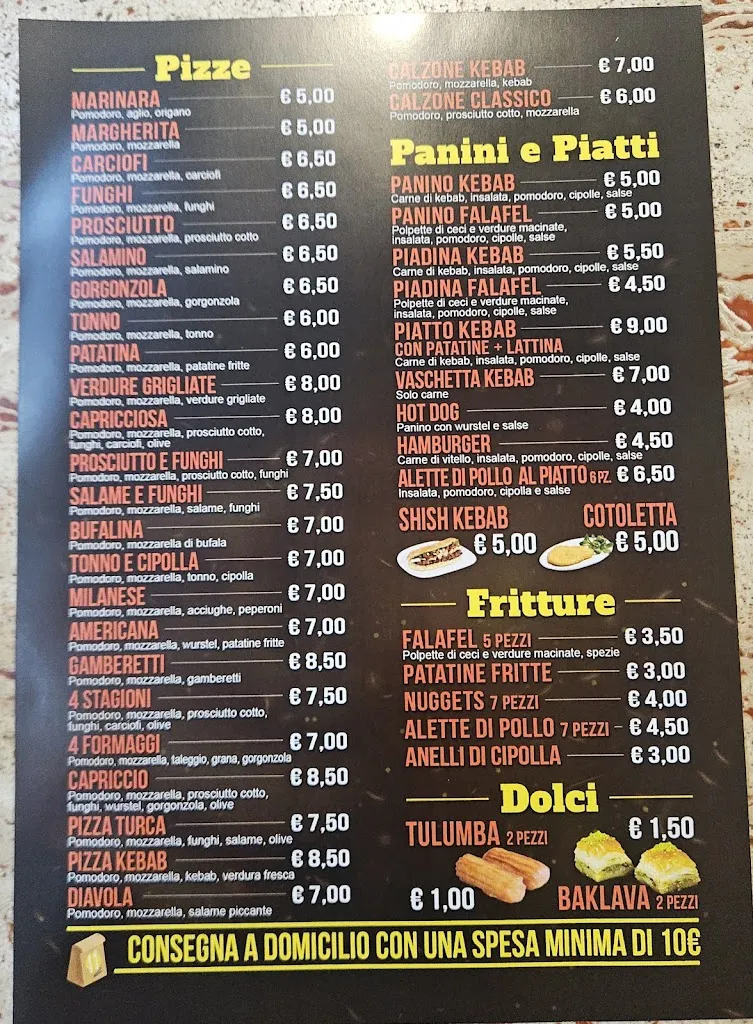 Pizze
MARINARA € 5,00
Pomodoro, aglio, origano
MARGHERITA € 5,00
Pomodoro, mozzarella
CARCIOFI € 6,50
Pomodoro, mozzarella, carciofi
FUNGHI € 6,50
Pomodoro, mozzarella, funghi
PROSCIUTTO € 6,50
Pomodoro, mozzarella, prosciutto cotto
SALAMINO € 6,50
Pomodoro, mozzarella, salamino
GORGONZOLA € 6,50
Pomodoro, mozzarella, gorgonzola
TONNO € 6,00
Pomodoro, mozzarella, tonno
PATATINA € 6,00
Pomodoro, mozzarella, patatine fritte
VERDURE GRIGLIATE € 8,00
Pomodoro, mozzarella, verdure grigliate
CAPRICCIOSA € 8,00
Pomodoro, mozzarella, prosciutto cotto,
funghi, carciofi, olive
PROSCIUTTO E FUNGHI € 7,00
Pomodoro, mozzarella, prosciutto cotto, funghi
SALAME E FUNGHI € 7,50
Pomodoro, mozzarella, salame, funghi
BUFALINA € 7,00
Pomodoro, mozzarella di bufala
TONNO E CIPOLLA € 7,00
Pomodoro, mozzarella, tonno, cipolla
MILANESE € 7,00
Pomodoro, mozzarella, acciughe, peperoni
AMERICANA € 7,00
Pomodoro, mozzarella, wurstel, patatine fritte
GAMBERETTI € 8,50
Pomodoro, mozzarella, gamberetti
4 STAGIONI € 7,50
Pomodoro, mozzarella, prosciutto cotto,
funghi, carciofi, olive
4 FORMAGGI € 7,00
Pomodoro, mozzarella, taleggio, grana, gorgonzola
CAPRICCIO € 8,50
Pomodoro, mozzarella, prosciutto cotto,
funghi, wurstel, gorgonzola, olive
PIZZA TURCA € 7,50
Pomodoro, mozzarella, funghi, salame, olive
PIZZA KEBAB € 8,50
Pomodoro, mozzarella, kebab, verdura fresca
DIAVOLA € 7,00
Pomodoro, mozzarella, salame piccante
CALZONE KEBAB € 7,00
Pomodoro, mozzarella, kebab
CALZONE CLASSICO € 6,00
Pomodoro, prosciutto cotto, mozzarella
Panini e Piatti
PANINO KEBAB € 5,00
Carne di kebab, insalata, pomodoro, cipolle, salse
PANINO FALAFEL € 5,00
Polpette di ceci e verdure macinate,
insalata, pomodoro, cipolle, salse
PIADINA KEBAB € 5,50
Carne di kebab, insalata, pomodoro, cipolle, salse
PIADINA FALAFEL € 4,50
Polpette di ceci e verdure macinate,
insalata, pomodoro, cipolle, salse
PIATTO KEBAB € 9,00
CON PATATINE + LATTINA
Carne di kebab, insalata, pomodoro, cipolle, salse
VASCHETTA KEBAB € 7,00
Solo carne
HOT DOG € 4,00
Panino con wurstel e salse
HAMBURGER € 4,50
Carne di vitello, insalata, pomodoro, cipolle, salse
ALETTE DI POLLO AL PIATTO 6 PZ. € 6,50
Insalata, pomodoro, cipolla e salse
SHISH KEBAB COTOLETTA
€ 5,00 € 5,00
Fritture
FALAFEL 5 PEZZI € 3,50
Polpette di ceci e verdure macinate, spezie
PATATINE FRITTE € 3,00
NUGGETS 7 PEZZI € 4,00
ALETTE DI POLLO 7 PEZZI € 4,50
ANELLI DI CIPOLLA € 3,00
Dolci
TULUMBA 2 PEZZI € 1,50
€ 1,00 BAKLAVA 2 PEZZI
CONSEGNA A DOMICILIO CON UNA SPESA MINIMA DI 10€